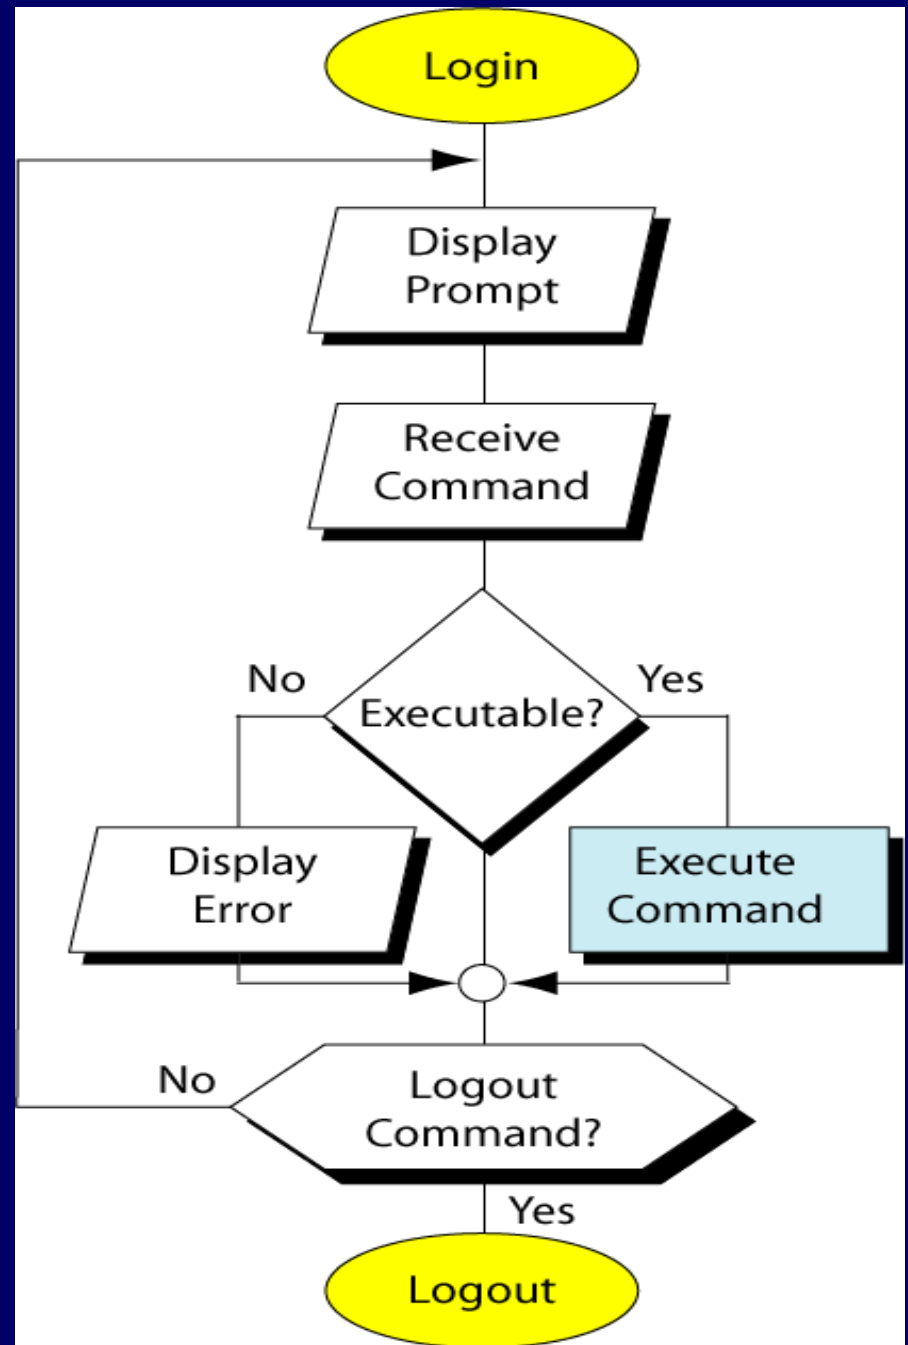 Login
Display
Prompt
Receive
Command
No
Yes
Executable?
Display
Error
Execute
Command
No
Logout
Command?
Yes
Logout